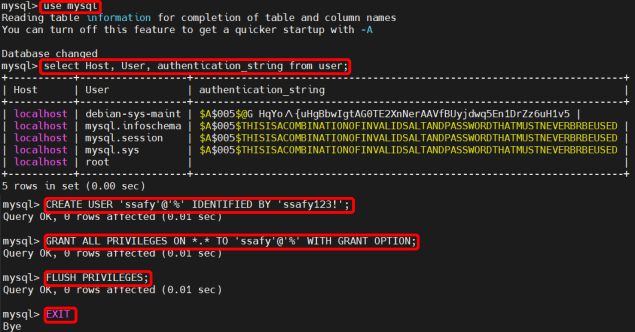 mysql> use mysql
Reading table information for completion of table and column names
You can turn off this feature to get a quicker startup with -A
Database changed
mysql> select Host, User, authentication_string from user;
+-----------+------------------+------------------------------------------------------------------------+
| Host | User | authentication_string |
+-----------+------------------+------------------------------------------------------------------------+
| localhost | debian-sys-maint | $A$005$@G HqYo/\{uHgBbwIgtAG0TE2XnNerAAVfBUyjdwq5En1DrZz6uH1v5 |
| localhost | mysql.infoschema | $A$005$THISISACOMBINATIONOFINVALIDSALTANDPASSWORDTHATMUSTNEVERBRBEUSED |
| localhost | mysql.session | $A$005$THISISACOMBINATIONOFINVALIDSALTANDPASSWORDTHATMUSTNEVERBRBEUSED |
| localhost | mysql.sys | $A$005$THISISACOMBINATIONOFINVALIDSALTANDPASSWORDTHATMUSTNEVERBRBEUSED |
| localhost | root | |
+-----------+------------------+------------------------------------------------------------------------+
5 rows in set (0.00 sec)
mysql> CREATE USER 'ssafy'@'%' IDENTIFIED BY 'ssafy123!';
Query OK, 0 rows affected (0.01 sec)
mysql> GRANT ALL PRIVILEGES ON *.* TO 'ssafy'@'%' WITH GRANT OPTION;
Query OK, 0 rows affected (0.01 sec)
mysql> FLUSH PRIVILEGES;
Query OK, 0 rows affected (0.01 sec)
mysql> EXIT
Bye